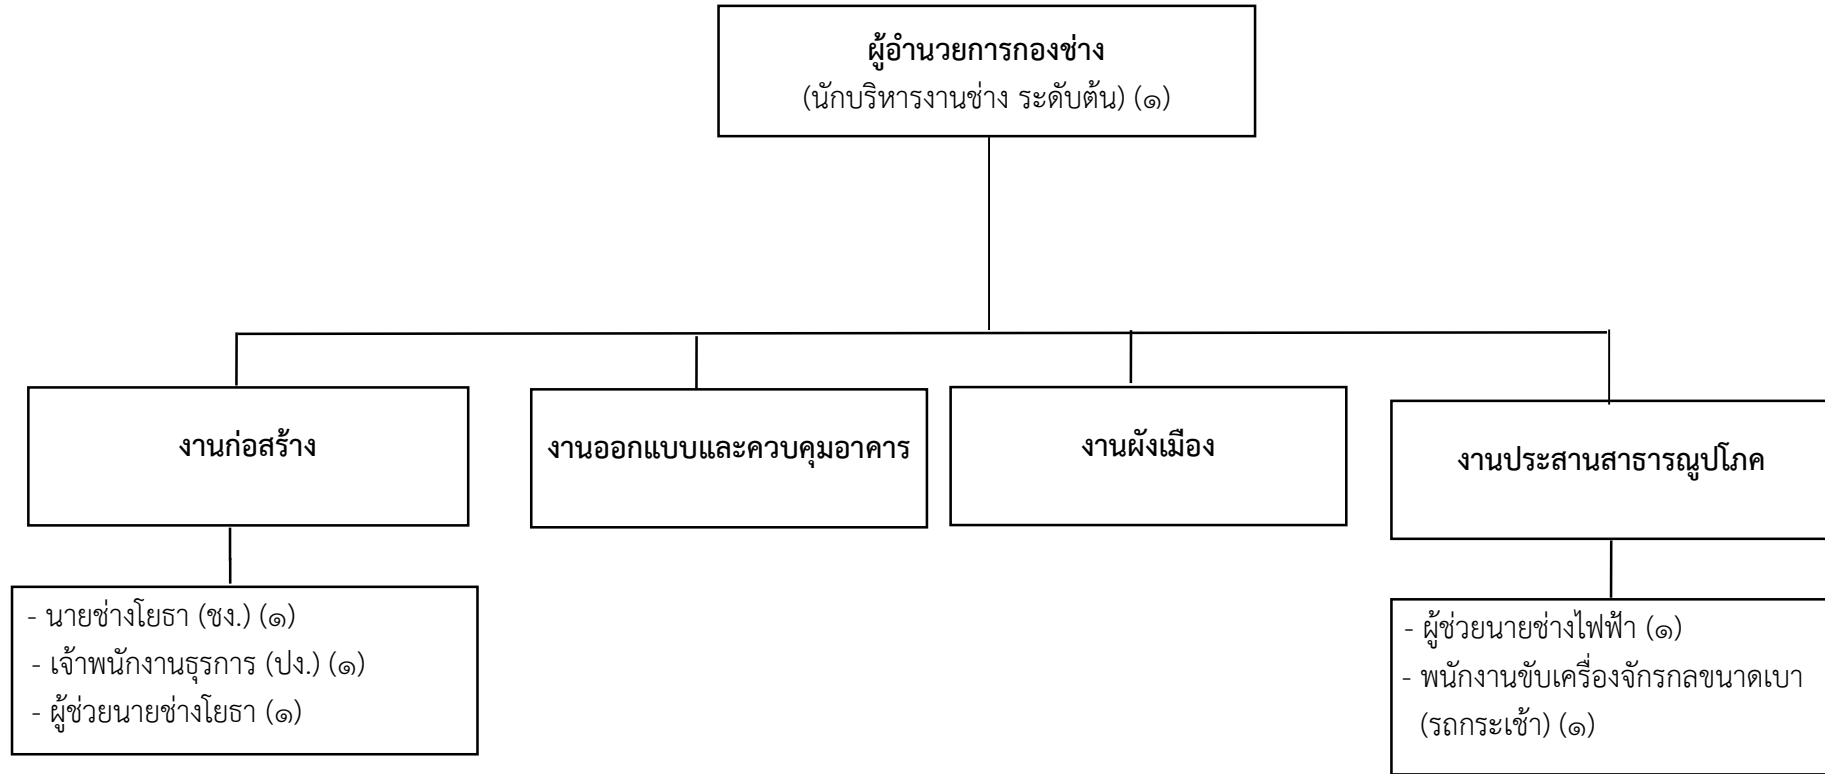 ผู้อำนวยการกองช่าง
(นักบริหารงานช่าง ระดับต้น) (๑)
งานก่อสร้าง
งานออกแบบและควบคุมอาคาร
งานผังเมือง
งานประสานสาธารณูปโภค
- นายช่างโยธา (ชง.) (๑)
- เจ้าพนักงานธุรการ (ปง.) (๑)
- ผู้ช่วยนายช่างโยธา (๑)
- ผู้ช่วยนายช่างไฟฟ้า (๑)
- พนักงานขับเครื่องจักรกลขนาดเบา
(รถกระเช้า) (๑)